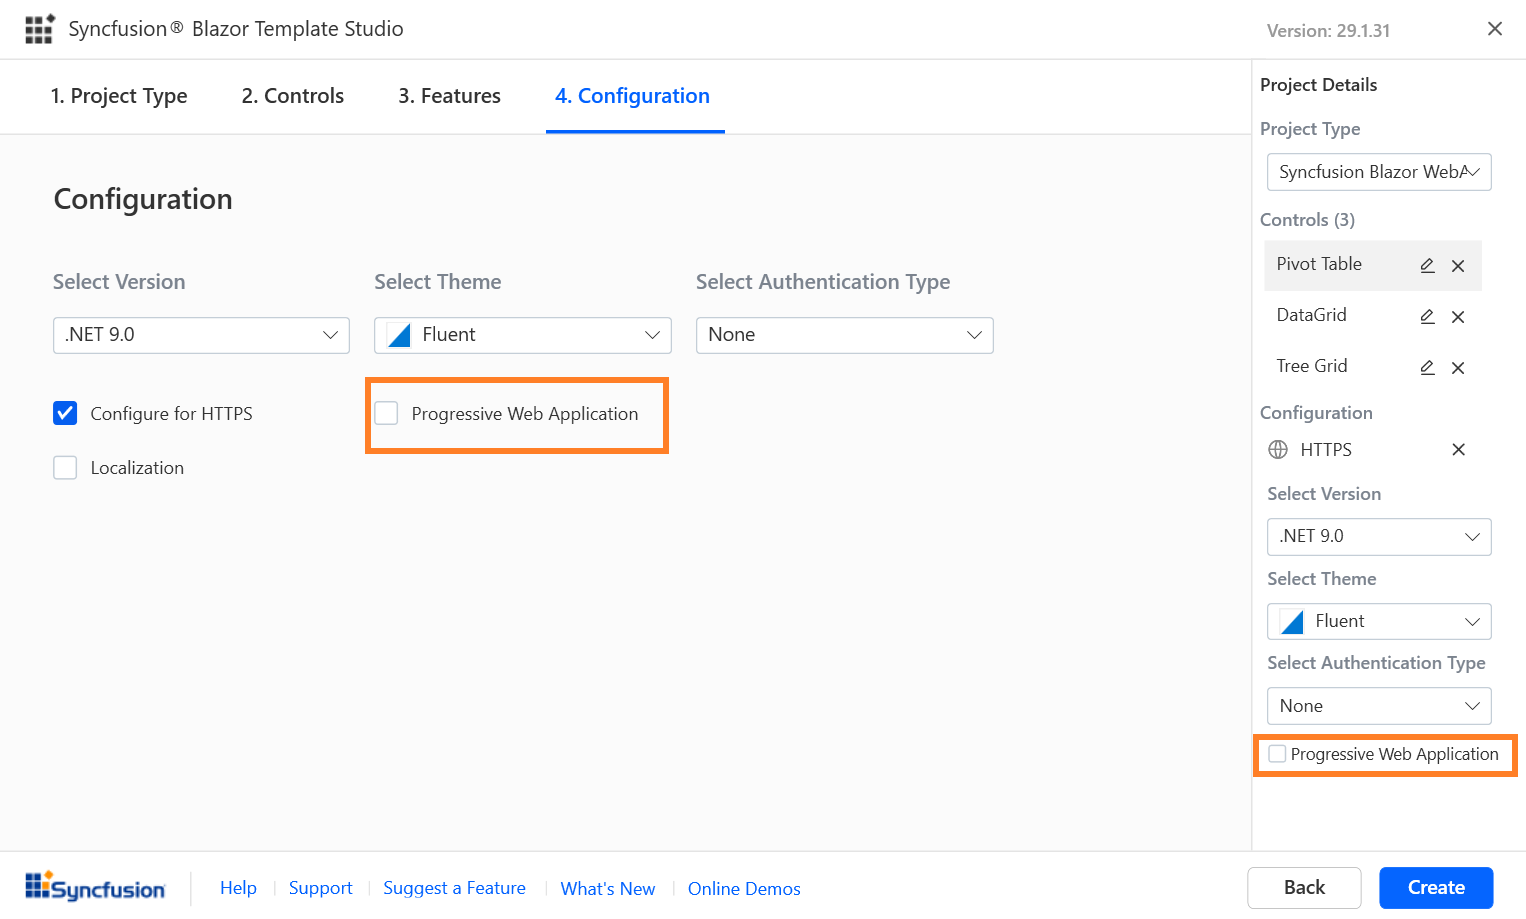 Syncfusion® Blazor Template Studio
Version: 29.1.31
1. Project Type
2. Controls
3. Features
4. Configuration
Configuration
Select Version
Select Theme
Select Authentication Type
.NET 9.0
Fluent
None
Configure for HTTPS
Progressive Web Application
Localization
Project Details
Project Type
Syncfusion Blazor WebA
Controls (3)
Pivot Table
DataGrid
Tree Grid
Configuration
HTTPS
Select Version
.NET 9.0
Select Theme
Fluent
Select Authentication Type
None
Progressive Web Application
Syncfusion
Help
Support
Suggest a Feature
What's New
Online Demos
Back
Create